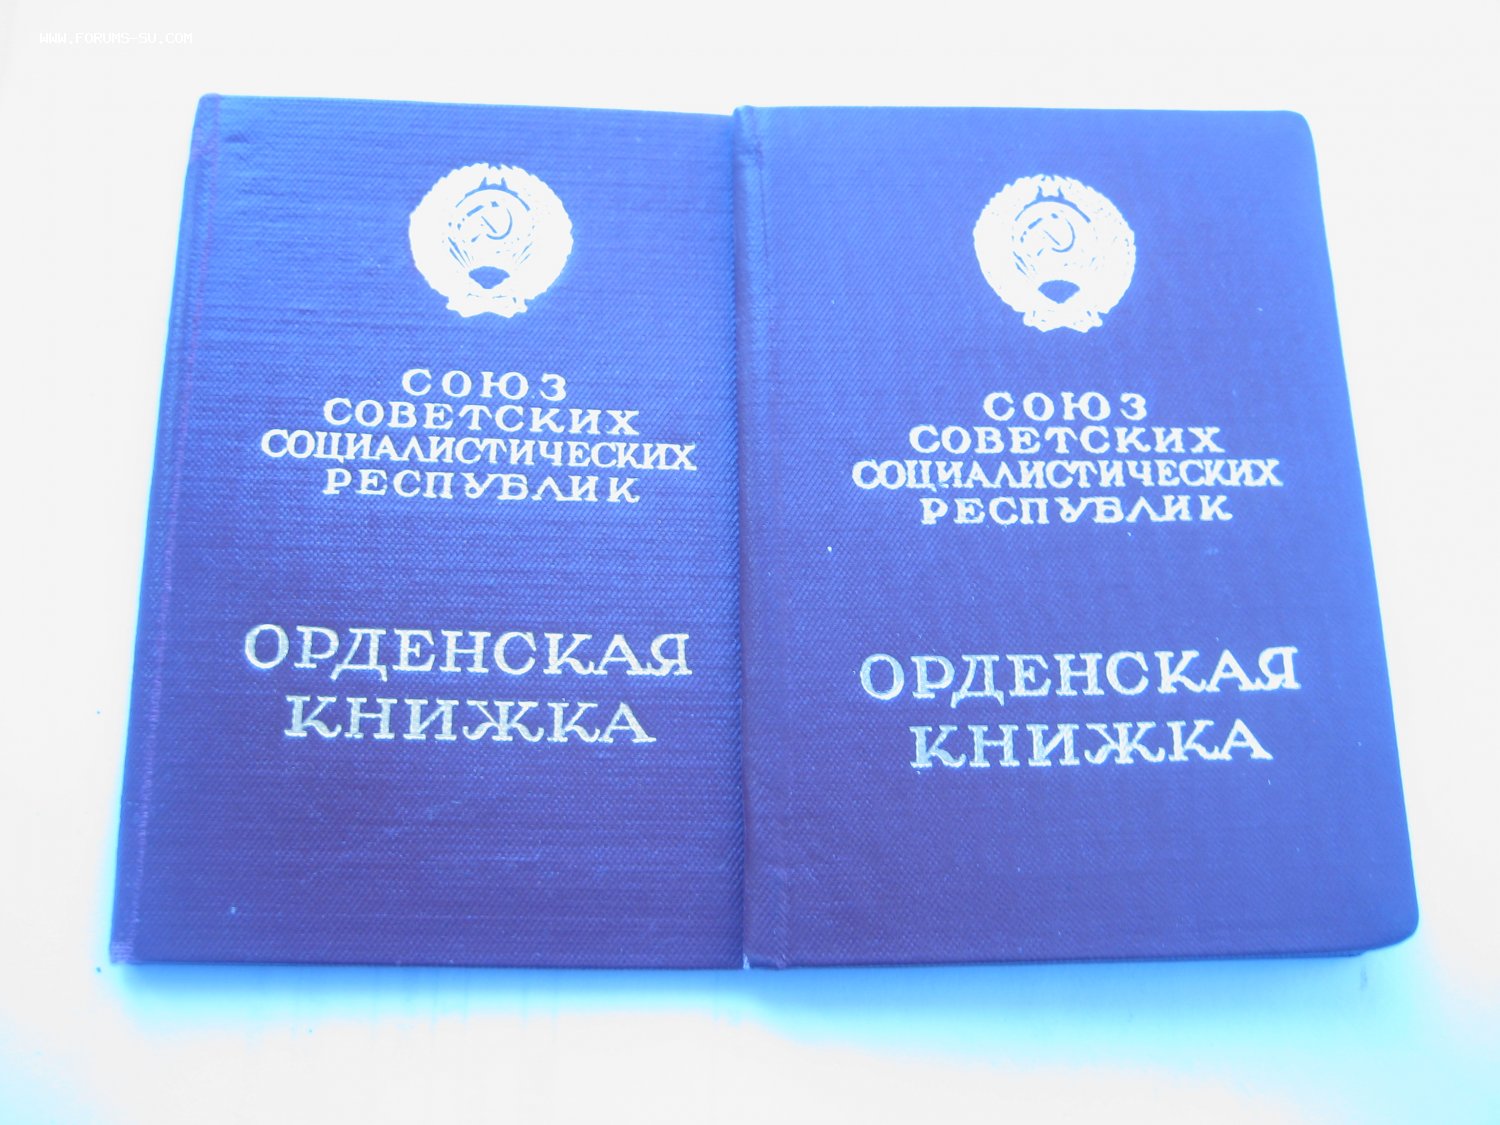 WWW.FORUMS-SU.COM
СОЮЗ
СОВЕТСКИХ
СОЦИАЛИСТИЧЕСКИХ
РЕСПУБЛИК
ОРДЕНСКАЯ
КНИЖКА
СОЮЗ
СОВЕТСКИХ
СОЦИАЛИСТИЧЕСКИХ
РЕСПУБЛИК
ОРДЕНСКАЯ
КНИЖКА